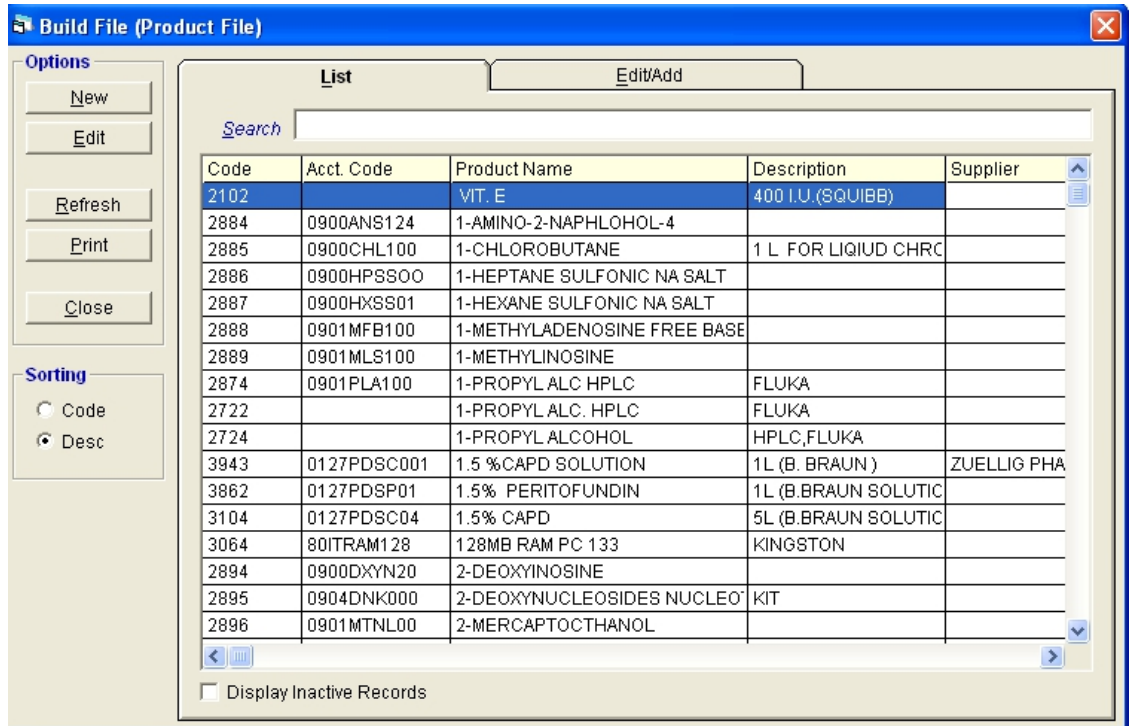 Build File (Product File)
Options
New
Edit
Refresh
Print
Close
Sorting
Code
Desc
List Edit/Add
Search
Code Acct. Code Product Name Description Supplier
2102 VIT. E 400 I.U.(SQUIBB)
2884 0900ANS124 1-AMINO-2-NAPHLOHOL-4
2885 0900CHL100 1-CHLOROBUTANE 1 L FOR LIQIUD CHRC
2886 0900HPSSOO 1-HEPTANE SULFONIC NA SALT
2887 0900HXSS01 1-HEXANE SULFONIC NA SALT
2888 0901MFB100 1-METHYLADENOSINE FREE BASE
2889 0901MLS100 1-METHYLINOSINE
2874 0901PLA100 1-PROPYL ALC HPLC FLUKA
2722 1-PROPYL ALC. HPLC FLUKA
2724 1-PROPYL ALCOHOL HPLC,FLUKA
3943 0127PDSC001 1.5 %CAPD SOLUTION 1L (B. BRAUN ) ZUELLIG PHA
3862 0127PDSP01 1.5% PERITOFUNDIN 1L (B.BRAUN SOLUTIC
3104 0127PDSC04 1.5% CAPD 5L (B.BRAUN SOLUTIC
3064 80ITRAM128 128MB RAM PC 133 KINGSTON
2894 0900DXYN20 2-DEOXYINOSINE
2895 0904DNK000 2-DEOXYNUCLEOSIDES NUCLEOT KIT
2896 0901MTNL00 2-MERCAPTOCTHANOL
Display Inactive Records